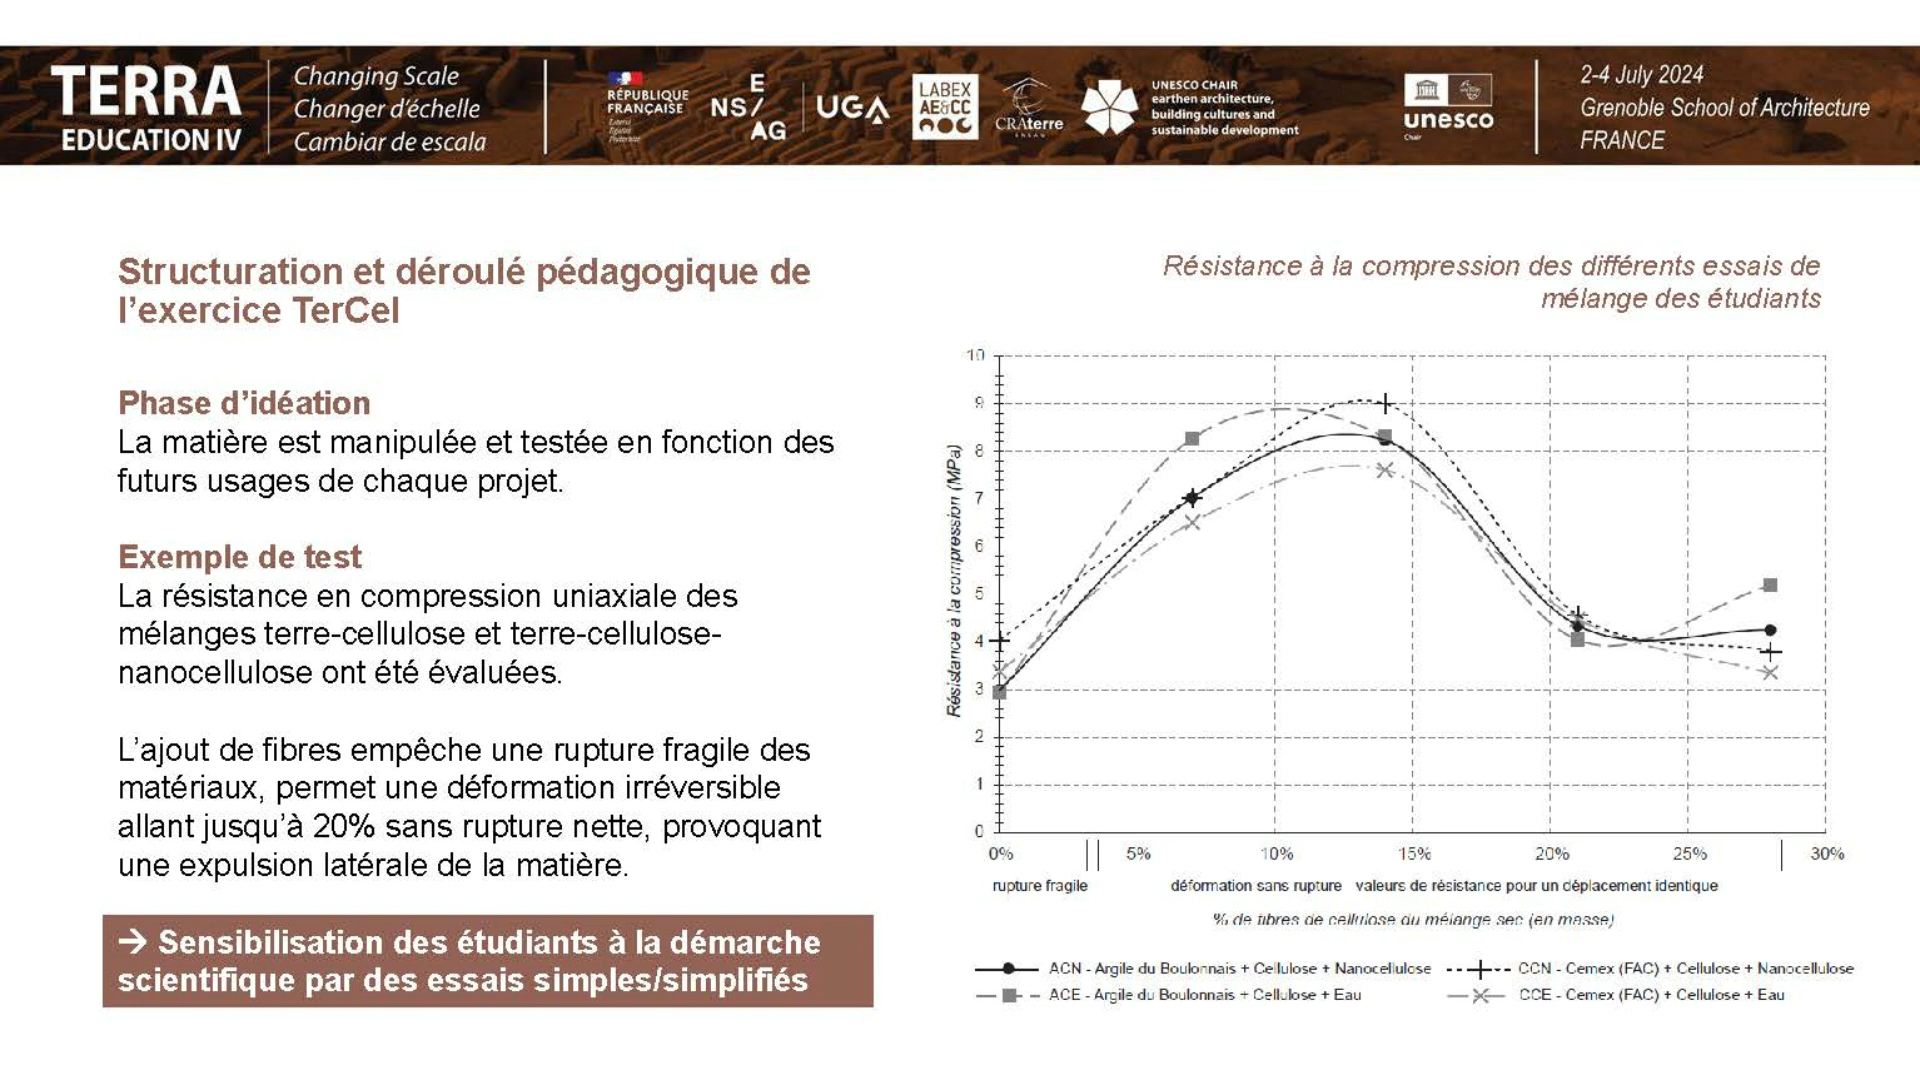 TERRA
EDUCATION IV
Changing Scale
Changer d'échelle
Cambiar de escala
RÉPUBLIQUE
FRANÇAISE
E
NS/
AG
UGA
LABEX
AE&CC
CRAterre
UNESCO CHAIR
earthen architecture,
building cultures and
sustainable development
unesco
Chair
2-4 July 2024
Grenoble School of Architecture
FRANCE
Structuration et déroulé pédagogique de
l'exercice TerCel
Phase d'idéation
La matière est manipulée et testée en fonction des
futurs usages de chaque projet.
Exemple de test
La résistance en compression uniaxiale des
mélanges terre-cellulose et terre-cellulose-
nanocellulose ont été évaluées.
L'ajout de fibres empêche une rupture fragile des
matériaux, permet une déformation irréversible
allant jusqu'à 20% sans rupture nette, provoquant
une expulsion latérale de la matière.
→ Sensibilisation des étudiants à la démarche
scientifique par des essais simples/simplifiés
Résistance à la compression des différents essais de
mélange des étudiants
Résistance à la compression (MPa)
10
9
8
7
6
5
4
3
2
1
0
0% 5% 10% 15% 20% 25% 30%
rupture fragile déformation sans rupture valeurs de résistance pour un déplacement identique
% de fibres de cellulose du mélange sec (en masse)
ACN - Argile du Boulonnais + Cellulose + Nanocellulose
CCN - Cemex (FAC) + Cellulose + Nanocellulose
ACE - Argile du Boulonnais + Cellulose + Eau
CCE - Cemex (FAC) + Cellulose + Eau